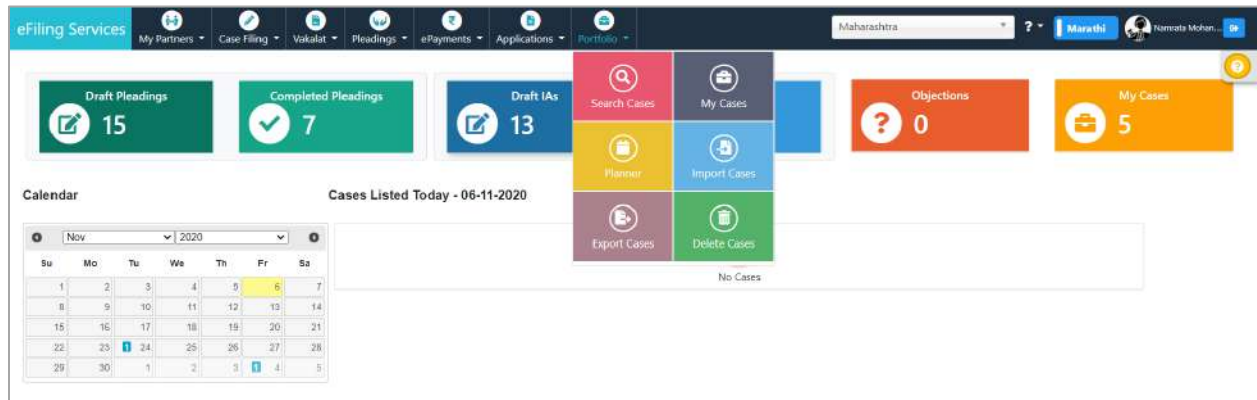 eFiling Services
My Partners
Case Filing
Vakalat
Pleadings
ePayments
Applications
Portfolio
Maharashtra
?
Marathi
Namrata Mohan...
Draft Pleadings
15
Completed Pleadings
7
Draft IAs
13
Search Cases
My Cases
Planner
Import Cases
Export Cases
Delete Cases
Objections
0
My Cases
5
Calendar
Cases Listed Today - 06-11-2020
Nov 2020
Su Mo Tu We Th Fr Sa
1 2 3 4 5 6 7
8 9 10 11 12 13 14
15 16 17 18 19 20 21
22 23 1 24 25 26 27 28
29 30 1 2 3 1 4 5
No Cases